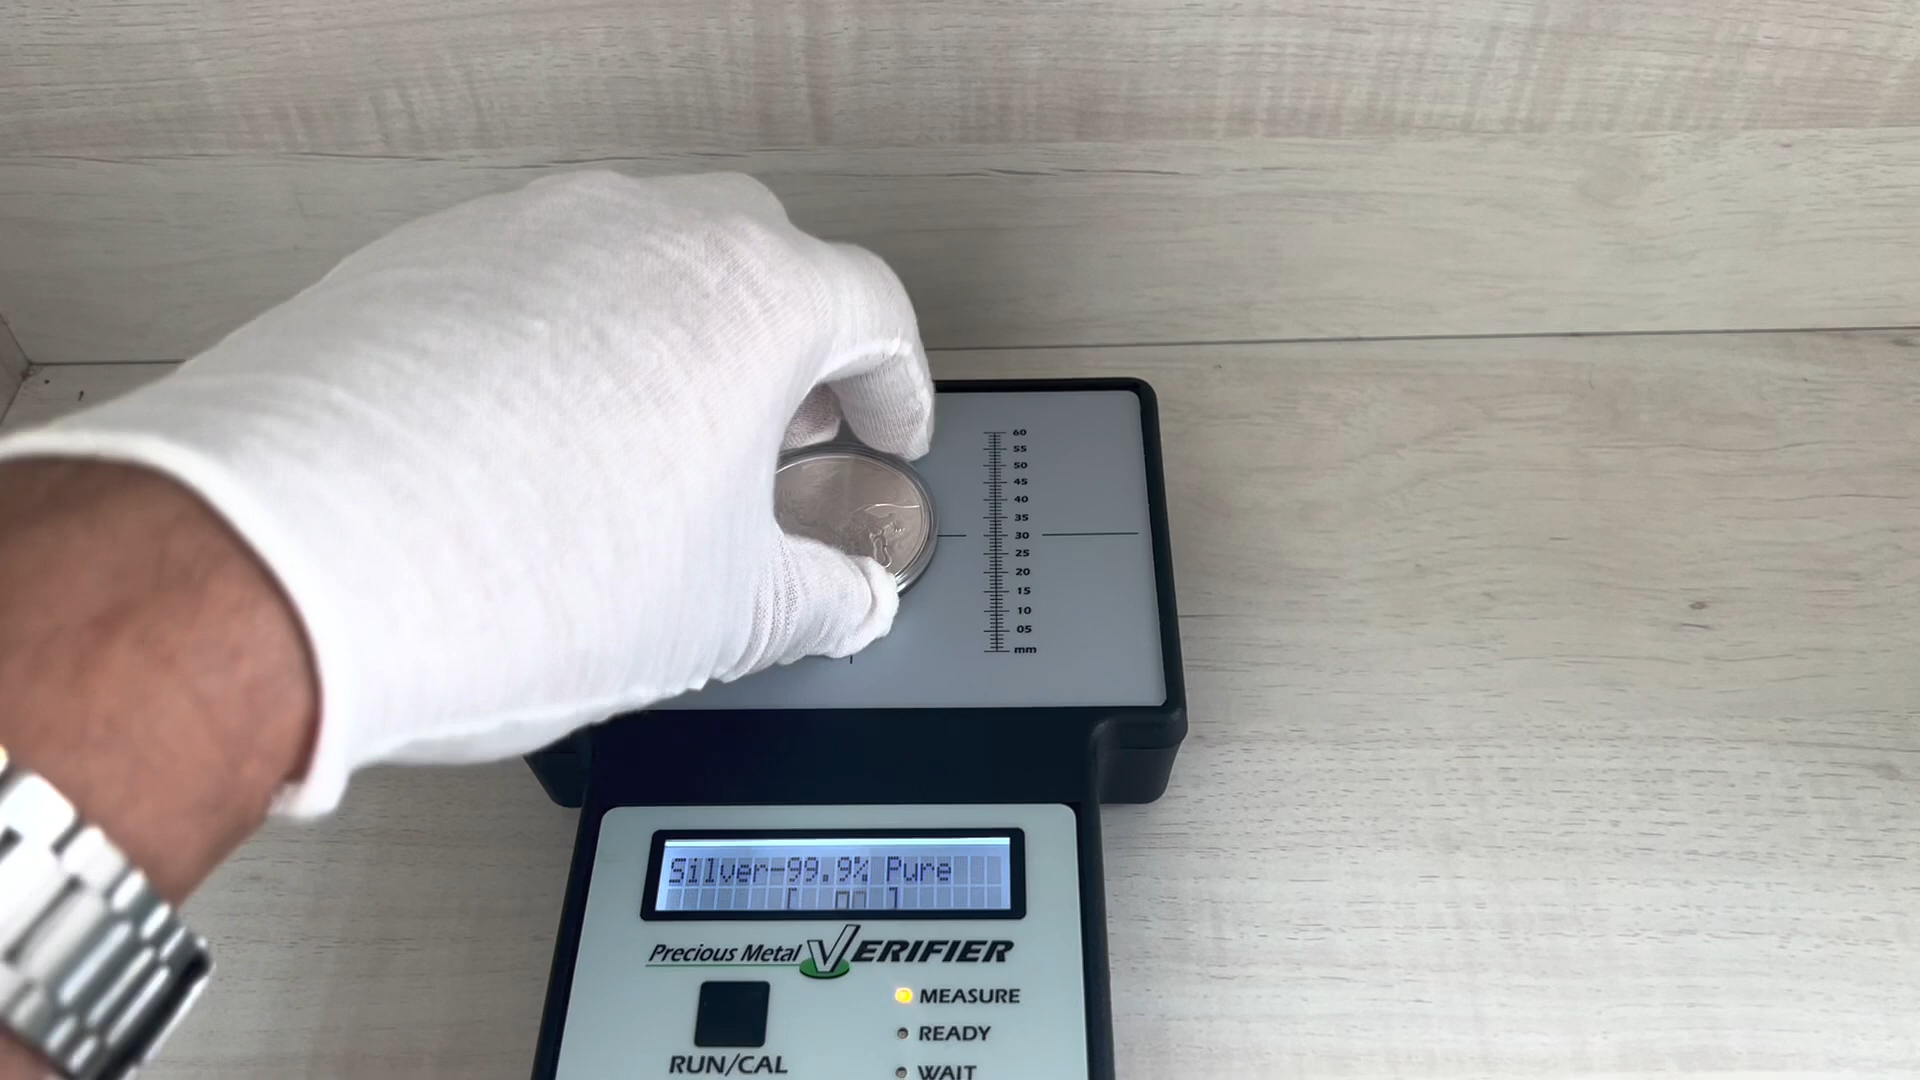 60
55
50
45
40
35
30
25
20
15
10
05
mm
Silver-99.9% Pure
[ ]
Precious Metal VERIFIER
MEASURE
READY
RUN/CAL
WAIT